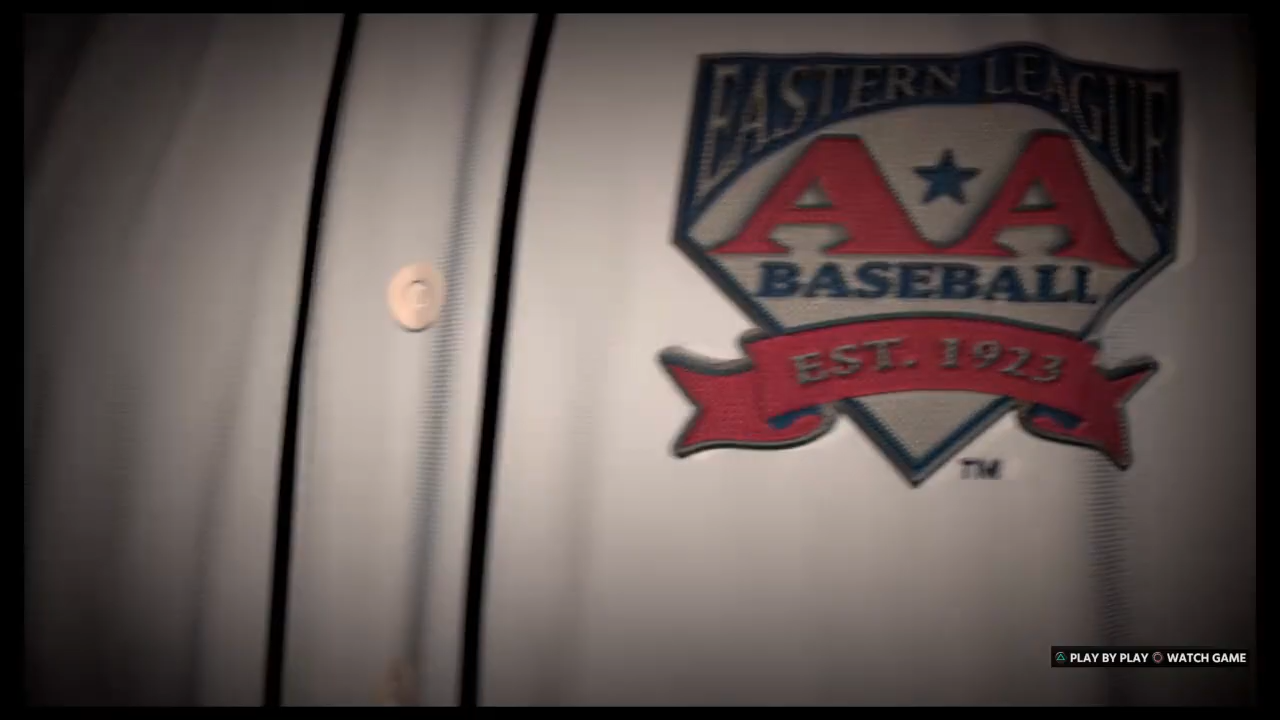 EASTERN LEAGUE
AA
BASEBALL
EST. 1923
TM
PLAY BY PLAY WATCH GAME